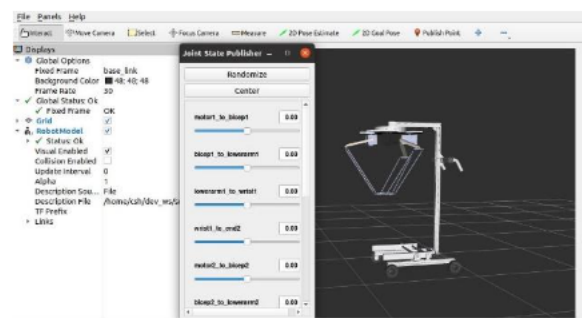 File Panels Help
Interact Move Camera Select Focus Camera Measure 2D Pose Estimate 2D Goal Pose Publish Point
Displays
Global Options
Fixed Frame base_link
Background Color 48; 48; 48
Frame Rate 30
Global Status: Ok
Fixed Frame OK
Grid
RobotModel
Status: Ok
Visual Enabled
Collision Enabled
Update Interval 0
Alpha 1
Description Sou... File
Description File /home/csh/dev_ws/s
TF Prefix
Links
Joint State Publisher
Randomize
Center
motor1_to_bicep1 0.00
bicep1_to_lowerarm1 0.00
lowerarm1_to_wrist1 0.00
wrist1_to_end2 0.00
motor2_to_bicep2 0.00
bicep2_to_lowerarm2 0.00